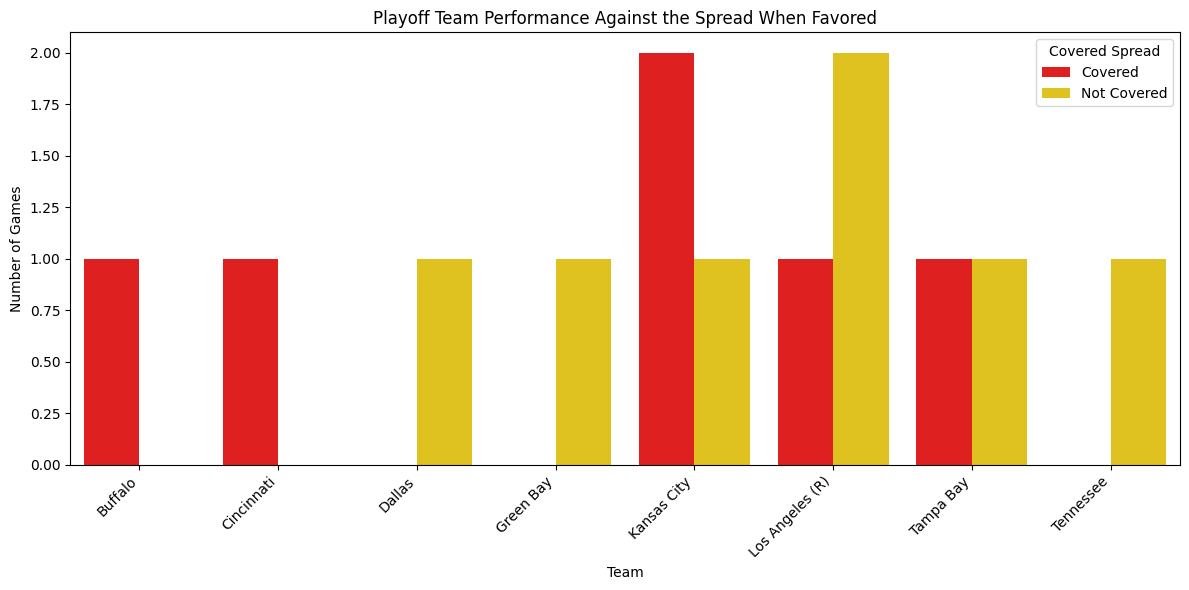 Playoff Team Performance Against the Spread When Favored
Covered Spread
Covered
Not Covered
Number of Games
2.00
1.75
1.50
1.25
1.00
0.75
0.50
0.25
0.00
Buffalo
Cincinnati
Dallas
Green Bay
Kansas City
Los Angeles (R)
Tampa Bay
Tennessee
Team